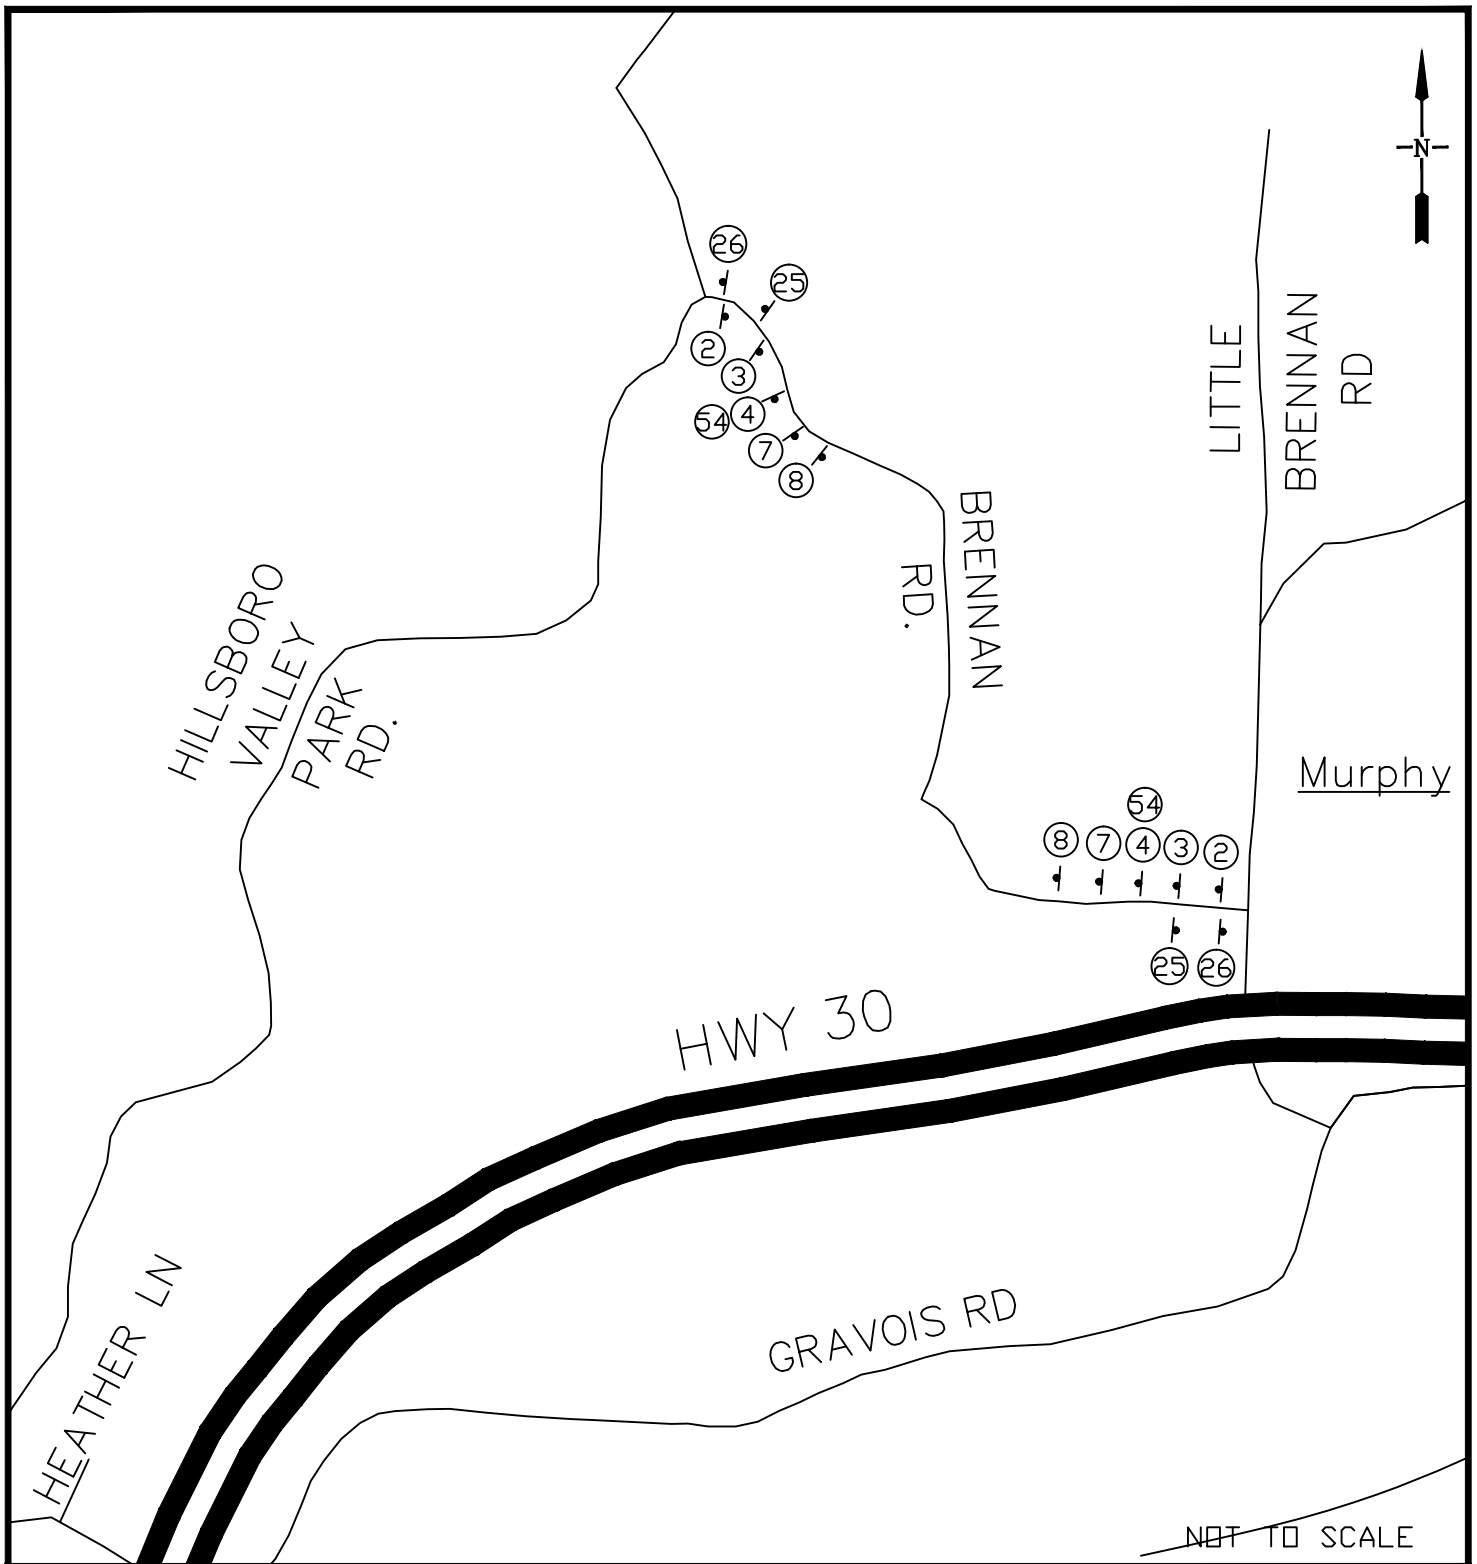 N
26
25
2
3
54 4
7
8
LITTLE
BRENNAN
RD
BRENNAN
RD.
HILLSBORO
VALLEY
PARK
RD.
Murphy
54
8 7 4 3 2
25 26
HWY 30
HEATHER LN
GRAVOIS RD
NOT TO SCALE